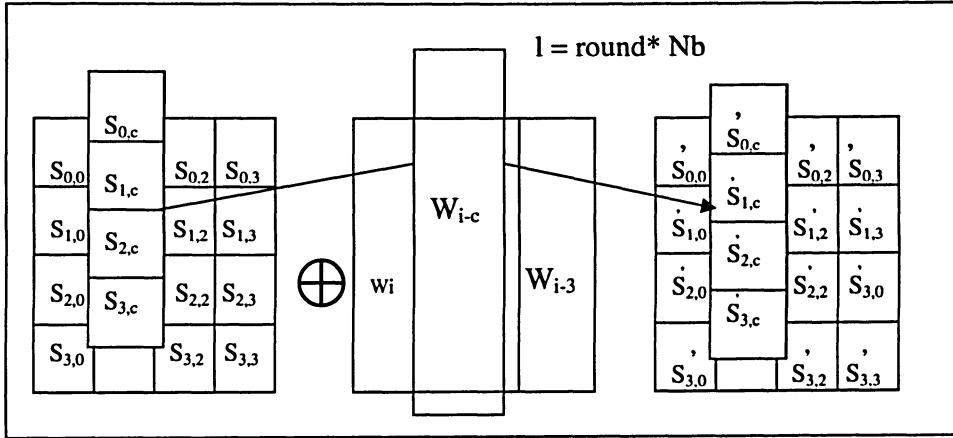 l = round* Nb
S0,c
S0,0 S0,2 S0,3
S1,c
S1,0 S1,2 S1,3
S2,c
S2,0 S2,2 S2,3
S3,c
S3,0 S3,2 S3,3
⊕
wi
Wi-c
Wi-3
S'0,c
S'0,0 S'0,2 S'0,3
S'1,c
S'1,0 S'1,2 S'1,3
S'2,c
S'2,0 S'2,2 S'3,0
S'3,c
S'3,0 S'3,2 S'3,3